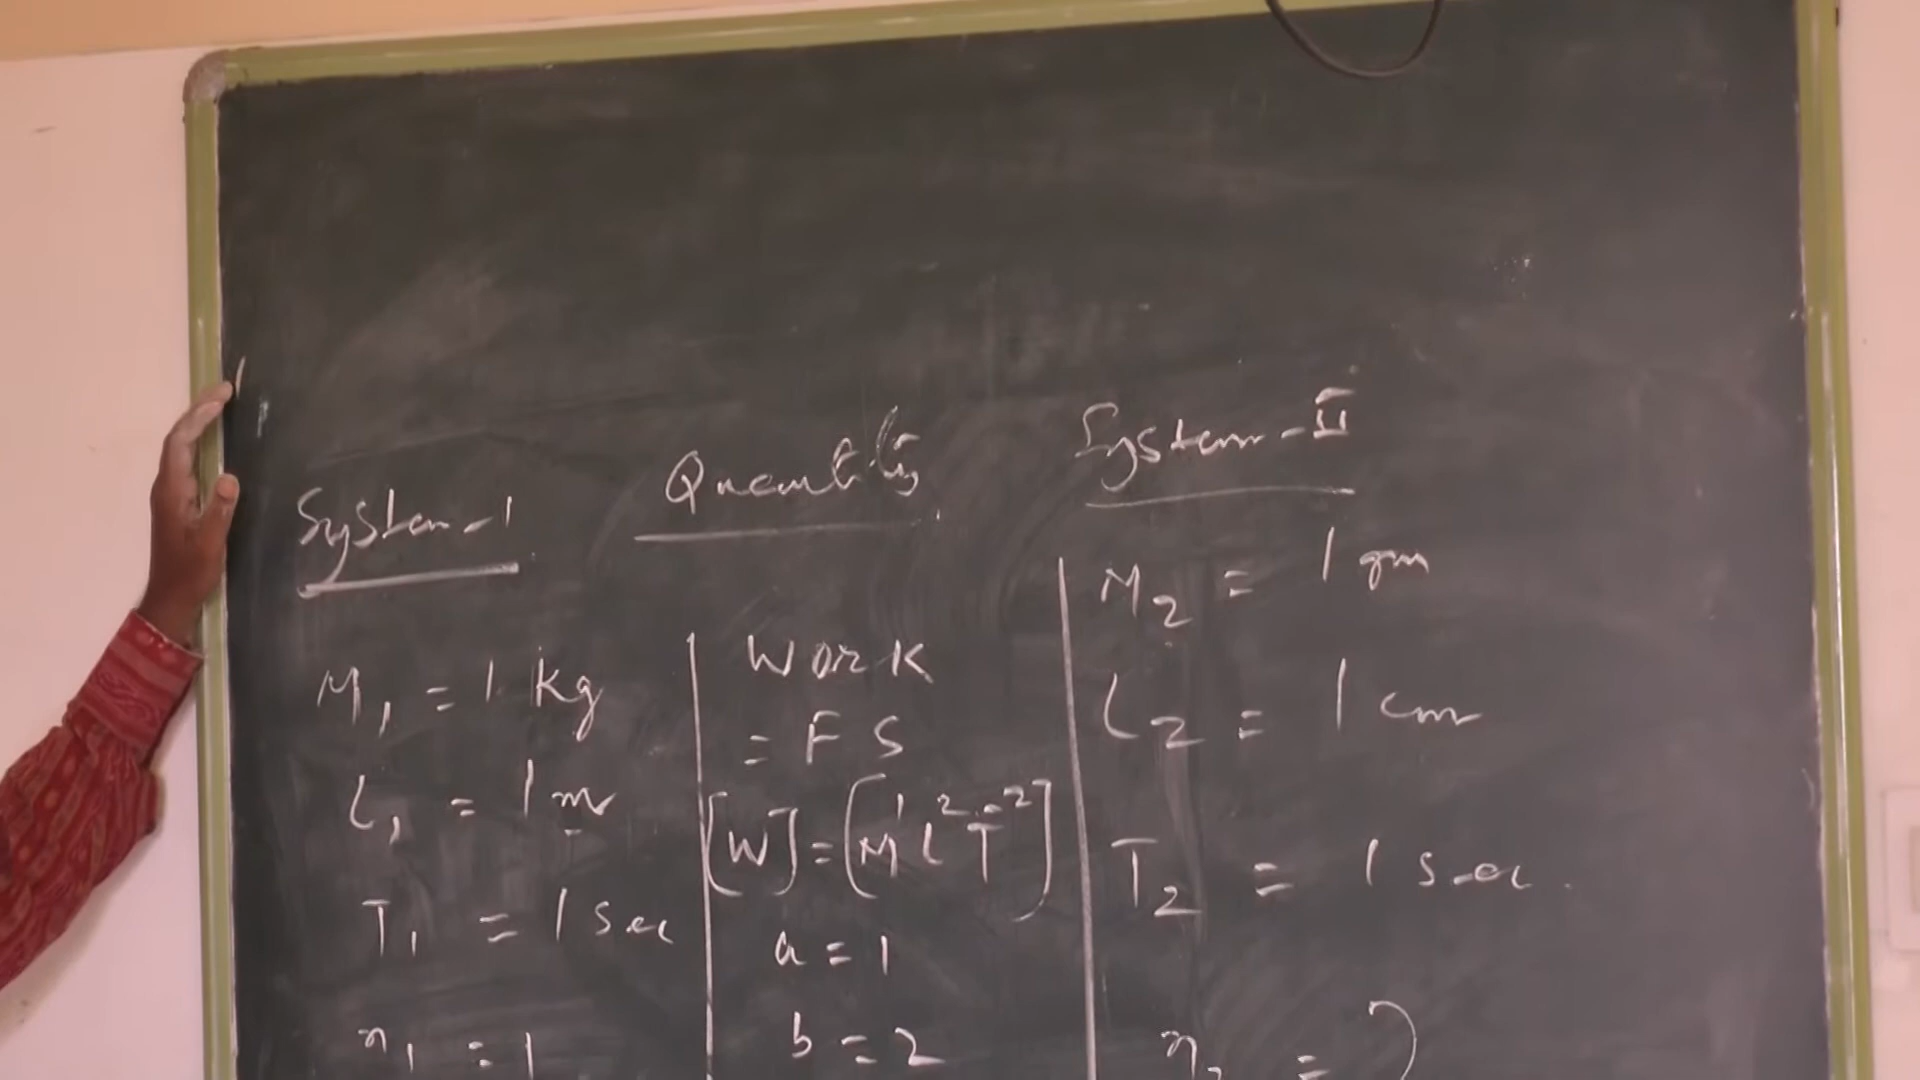 System-1
Quantity
System-II
M₁ = 1 kg
L₁ = 1 m
T₁ = 1 sec
n₁ = 1
WORK
= F S
[W] = [M¹ L² T⁻²]
a = 1
b = 2
M₂ = 1 gm
L₂ = 1 cm
T₂ = 1 sec.
n₂ = ?